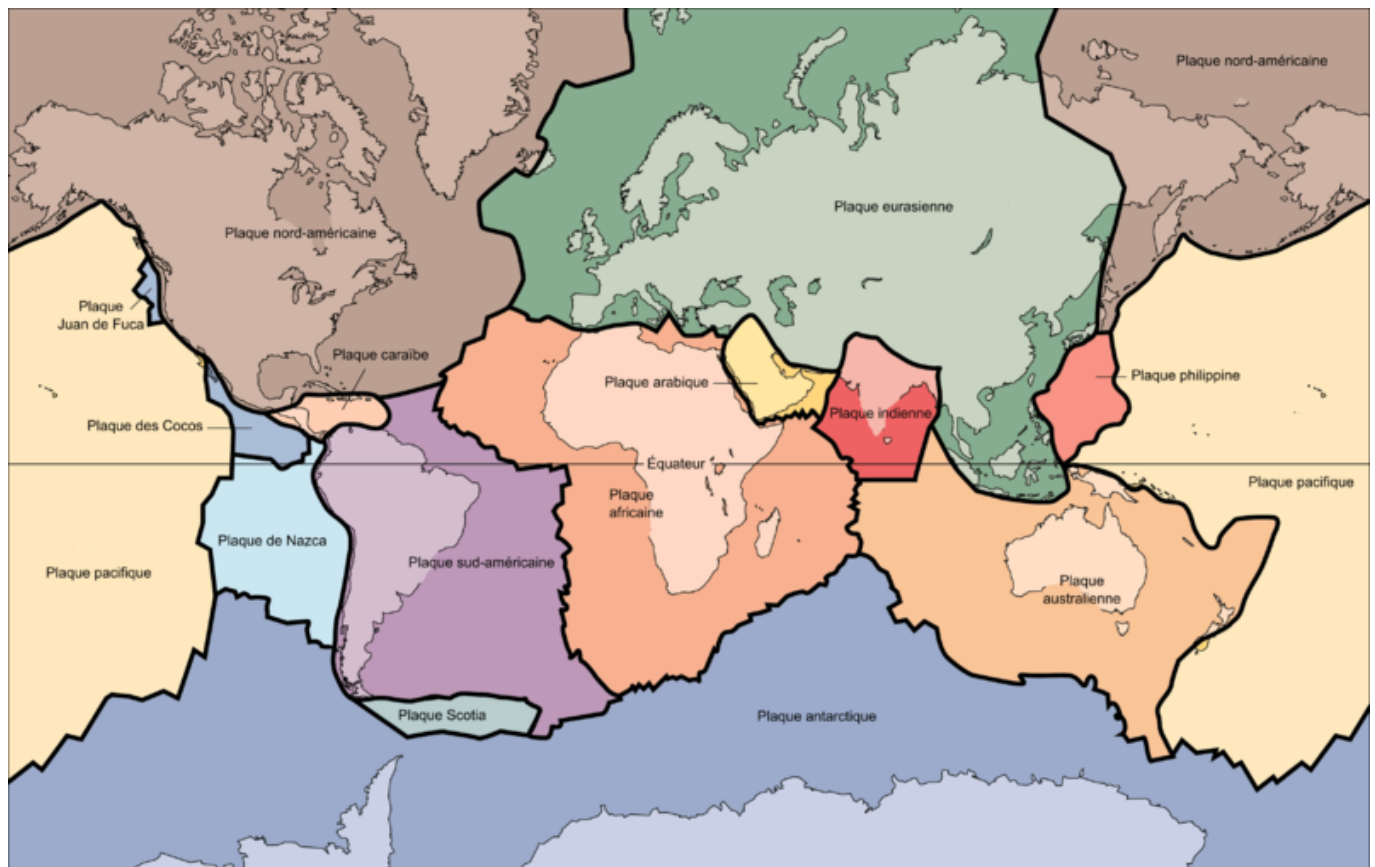 Plaque nord-américaine
Plaque eurasienne
Plaque nord-américaine
Plaque
Juan de Fuca
Plaque caraïbe
Plaque arabique
Plaque philippine
Plaque des Cocos
Plaque indienne
Équateur
Plaque pacifique
Plaque
africaine
Plaque de Nazca
Plaque sud-américaine
Plaque pacifique
Plaque
australienne
Plaque Scotia
Plaque antarctique